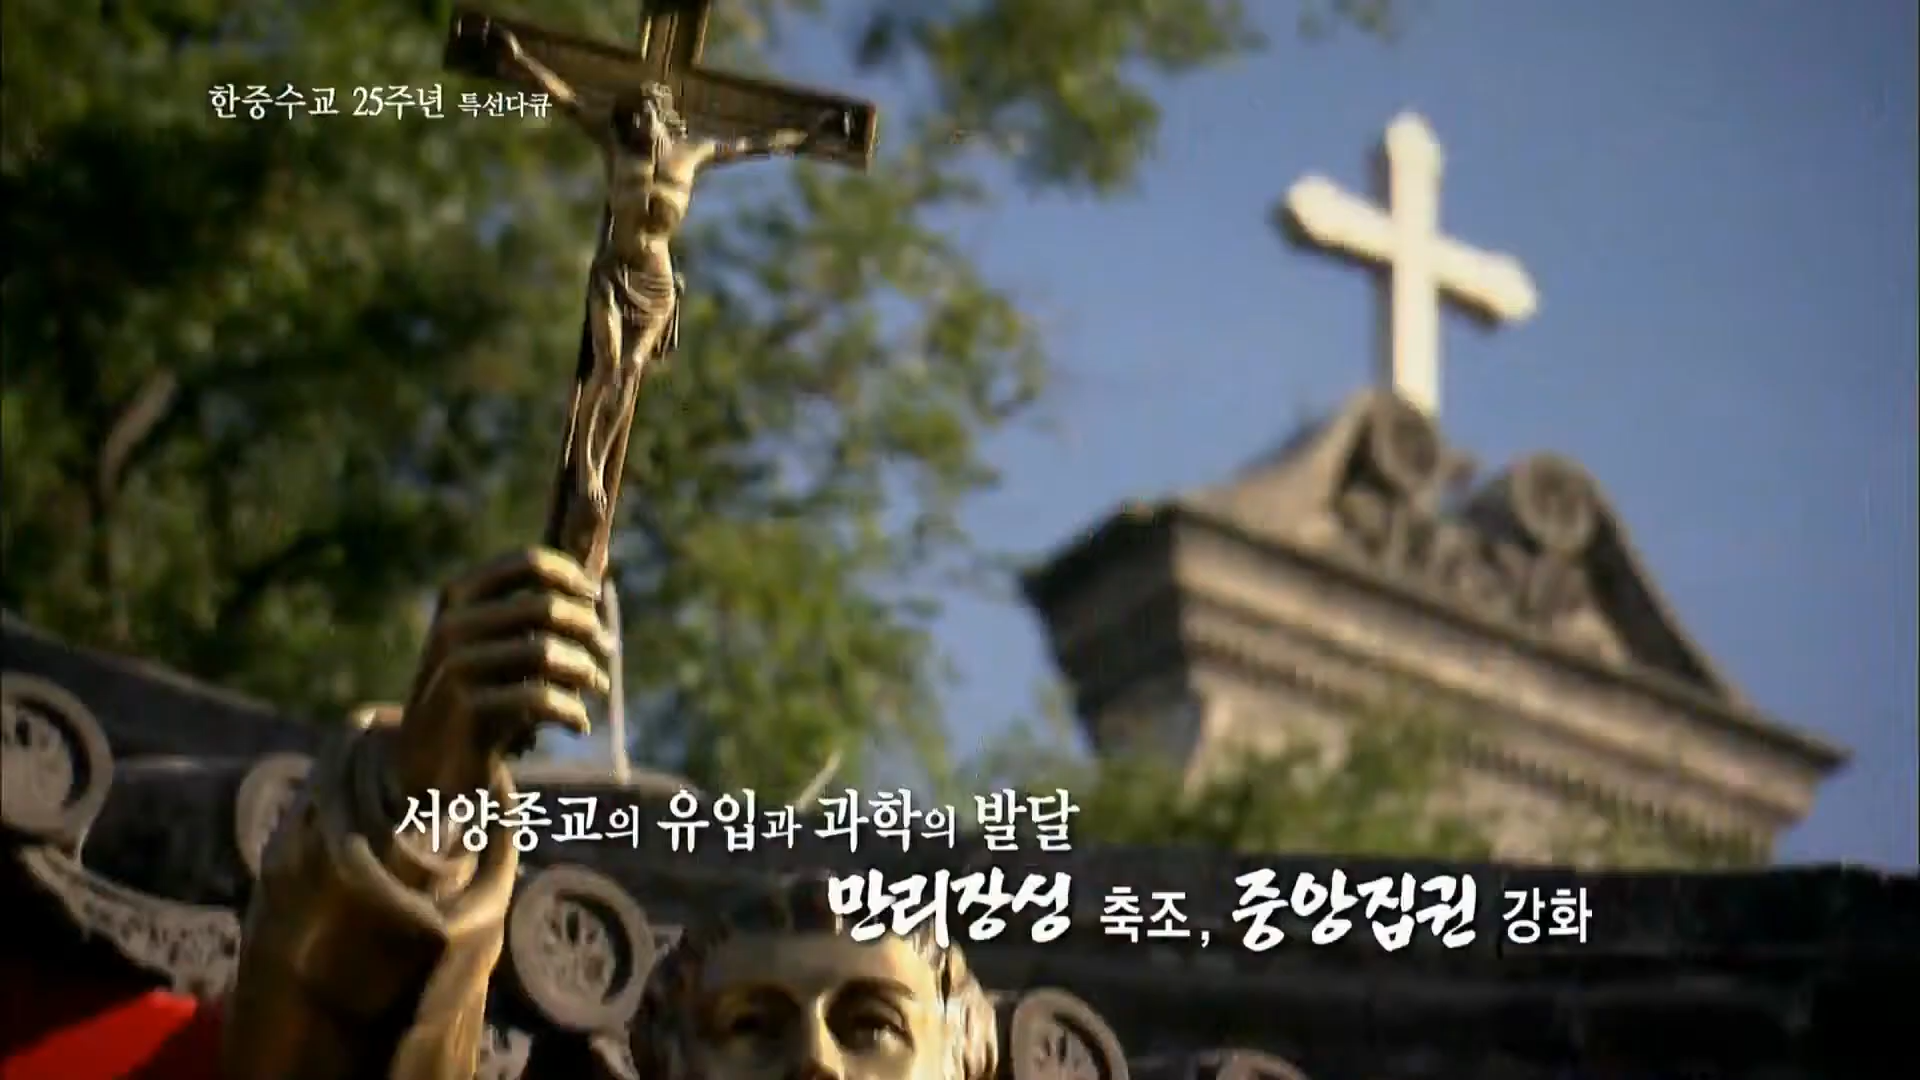 한중수교 25주년 특선다큐
서양종교의 유입과 과학의 발달
만리장성 축조, 중앙집권 강화